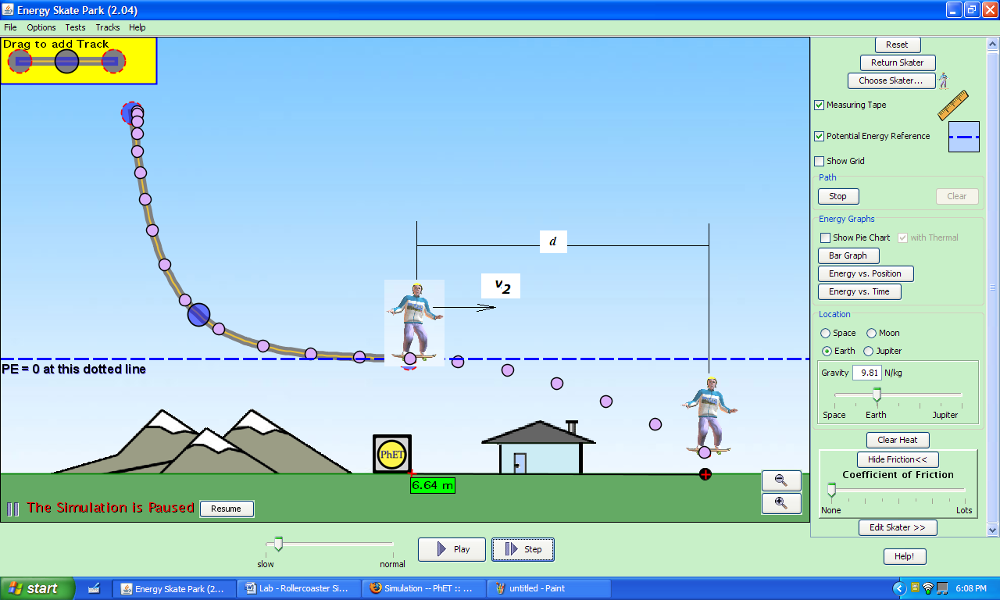 Energy Skate Park (2.04)
File Options Tests Tracks Help
Drag to add Track
d
v2
PE = 0 at this dotted line
PhET
6.64 m
The Simulation is Paused
Resume
slow
normal
Play
Step
Reset
Return Skater
Choose Skater...
Measuring Tape
Potential Energy Reference
Show Grid
Path
Stop
Clear
Energy Graphs
Show Pie Chart
with Thermal
Bar Graph
Energy vs. Position
Energy vs. Time
Location
Space
Moon
Earth
Jupiter
Gravity 9.81 N/kg
Space Earth Jupiter
Clear Heat
Hide Friction<<
Coefficient of Friction
None Lots
Edit Skater >>
Help!
start
Energy Skate Park (2...
Lab - Rollercoaster Si...
Simulation -- PhET :: ...
untitled - Paint
6:08 PM